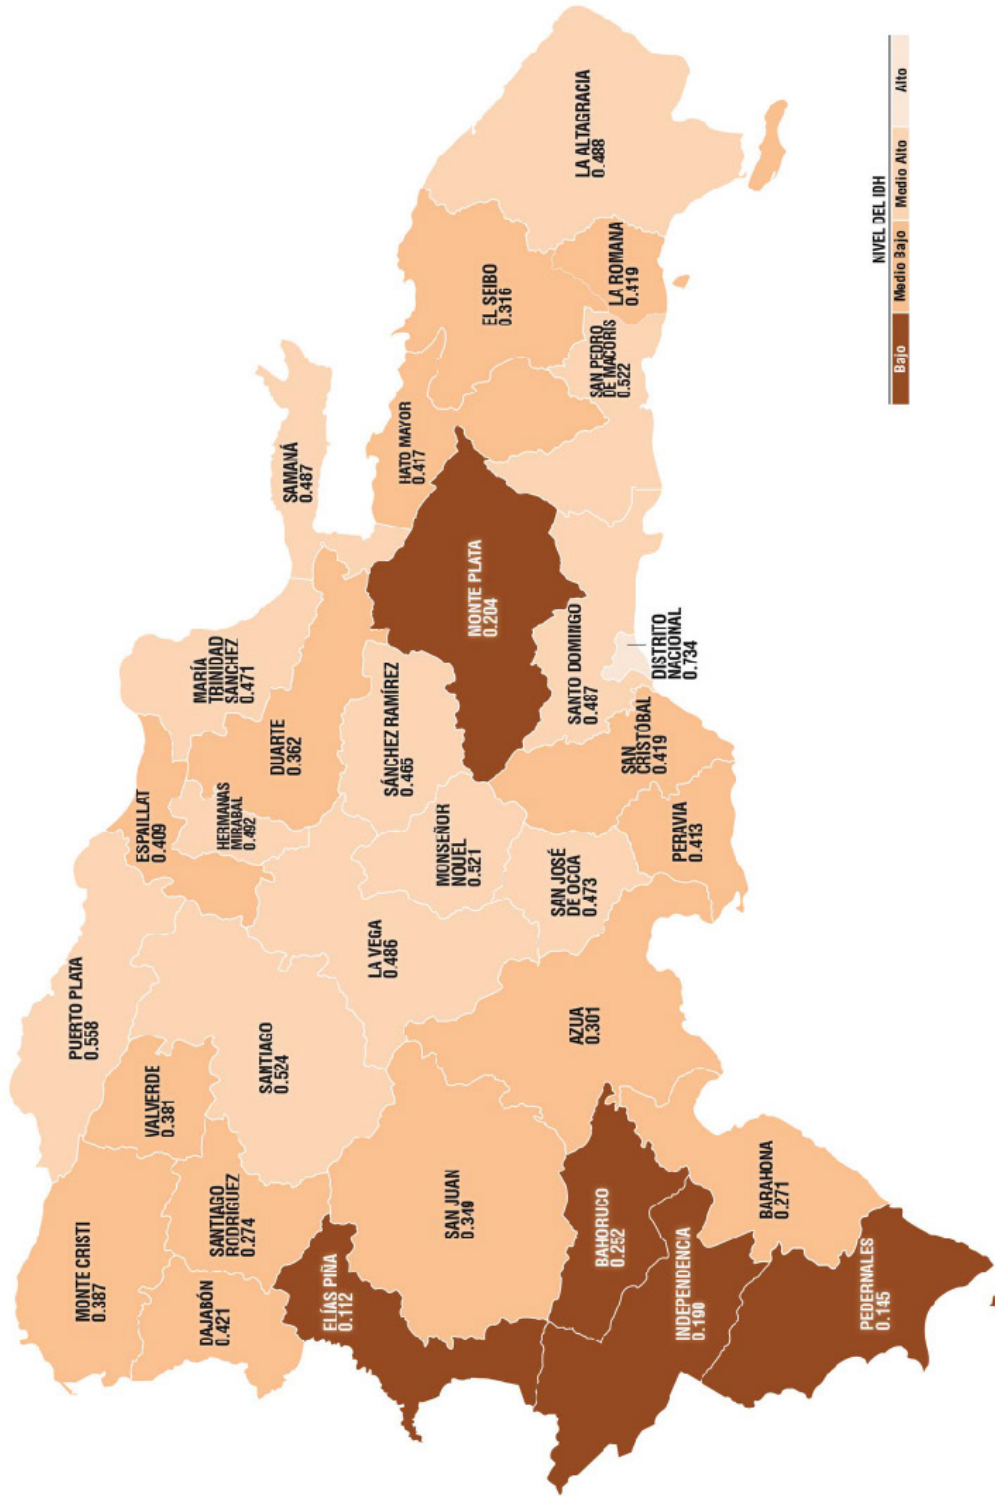 PUERTO PLATA
0.558
ESPAILLAT
0.409
MARÍA
TRINIDAD
SÁNCHEZ
0.471
SAMANÁ
0.487
MONTE CRISTI
0.387
VALVERDE
0.381
SANTIAGO
0.524
HERMANAS
MIRABAL
0.492
DUARTE
0.362
DAJABÓN
0.421
SANTIAGO
RODRÍGUEZ
0.274
LA VEGA
0.486
SÁNCHEZ RAMÍREZ
0.465
HATO MAYOR
0.417
EL SEIBO
0.316
LA ALTAGRACIA
0.488
ELÍAS PIÑA
0.112
SAN JUAN
0.349
MONSEÑOR
NOUEL
0.521
MONTE PLATA
0.204
AZUA
0.301
SAN JOSÉ
DE OCOA
0.473
SANTO DOMINGO
0.487
SAN PEDRO
DE MACORÍS
0.522
LA ROMANA
0.419
BAHORUCO
0.252
SAN
CRISTÓBAL
0.419
DISTRITO
NACIONAL
0.734
INDEPENDENCIA
0.190
PERAVIA
0.413
BARAHONA
0.271
PEDERNALES
0.145
NIVEL DEL IDH
Bajo Medio Bajo Medio Alto Alto